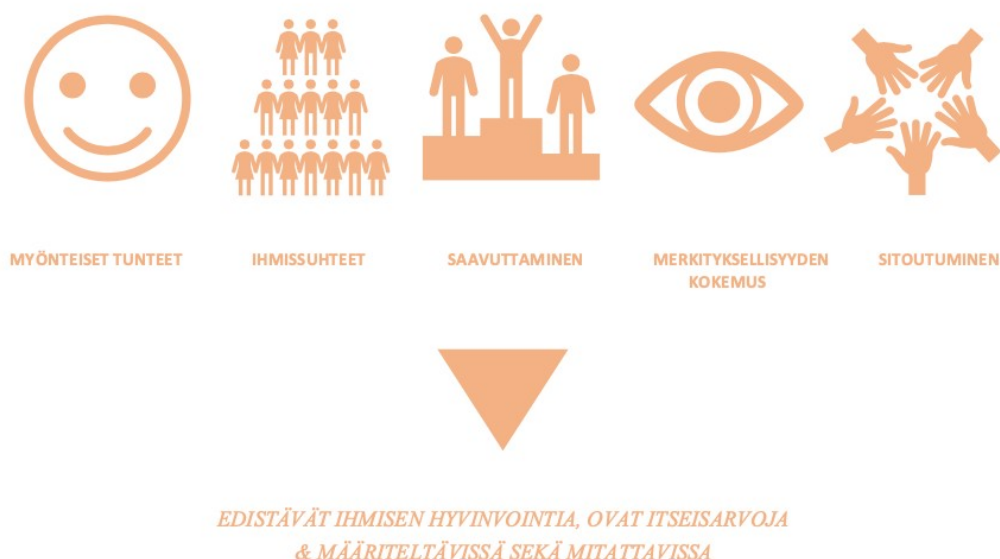 MYÖNTEISET TUNTEET
IHMISSUHTEET
SAAVUTTAMINEN
MERKITYKSELLISYYDEN
KOKEMUS
SITOUTUMINEN
EDISTÄVÄT IHMISEN HYVINVOINTIA, OVAT ITSEISARVOJA
& MÄÄRITELTÄVISSÄ SEKÄ MITATTAVISSA